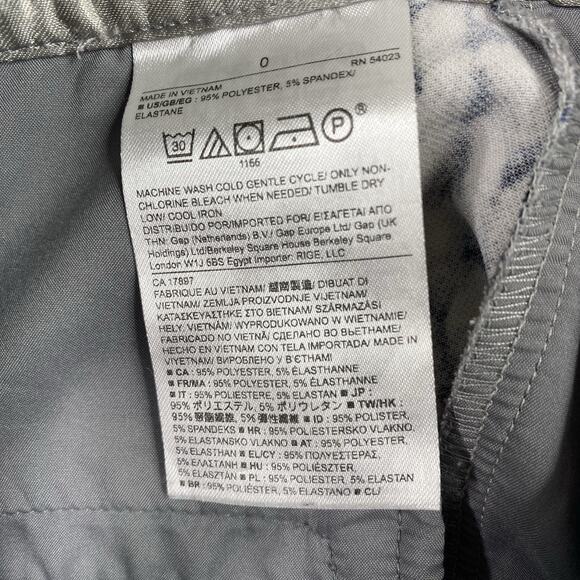 0
RN 54023
MADE IN VIETNAM
■ US/GB/EG : 95% POLYESTER, 5% SPANDEX/
ELASTANE
30
P®
1166
MACHINE WASH COLD GENTLE CYCLE/ ONLY NON-
CHLORINE BLEACH WHEN NEEDED/ TUMBLE DRY
LOW/ COOL IRON
DISTRIBUTED FOR/IMPORTED FOR/ ΕΙΣΑΓΕΤΑΙ ΑΠΟ
ΤΗΝ: Gap (Netherlands) B.V./ Gap Europe Ltd/ Gap (UK
Holdings) Ltd/Berkeley Square House Berkeley Square
London W1J 6BS Egypt importer: RIGE, LLC
CA 17897
FABRIQUÉ AU VIETNAM/ 越南製造/ DIBUAT DI
VIETNAM/ ZEMLJA PROIZVODNJE VIJETNAM/
ΚΑΤΑΣΚΕΥΑΣΘΗΚΕ ΣΤΟ ΒΙΕΤΝΑΜ/ SZÁRMAZÁSI
HELY, VIETNÁM/ WYPRODUKOWANO W WIETNAMIE/
FABRICADO NO VIETNÃ/ СДЕЛАНО ВО ВЬЕТНАМЕ/
HECHO EN VIETNAM CON TELA IMPORTADA/ MADE IN
VIYETNAM/ ВИРОБЛЕНО У В'ЄТНАМІ
■ CA : 95% POLYESTER, 5% ÉLASTHANNE
■ FR/MA : 95% POLYESTER, 5% ÉLASTHANNE
■ IT : 95% POLIESTERE, 5% ELASTAN ■ JP :
95% ポリエステル, 5% ポリウレタン ■ TW/HK :
95% 聚酯纖維, 5% 彈性纖維 ■ ID : 95% POLISTER,
5% SPANDEKS ■ HR : 95% POLIESTERSKO VLAKNO,
5% ELASTANSKO VLAKNO ■ AT : 95% POLYESTER,
5% ELASTHAN ■ EL/CY : 95% ΠΟΛΥΕΣΤΕΡΑΣ,
5% ΕΛΑΣΤΑΝΗ ■ HU : 95% POLIÉSZTER,
5% ELASZTÁN ■ PL : 95% POLIESTER, 5% ELASTAN
■ BR : 95% POLIÉSTER, 5% ELASTANO ■ CL/